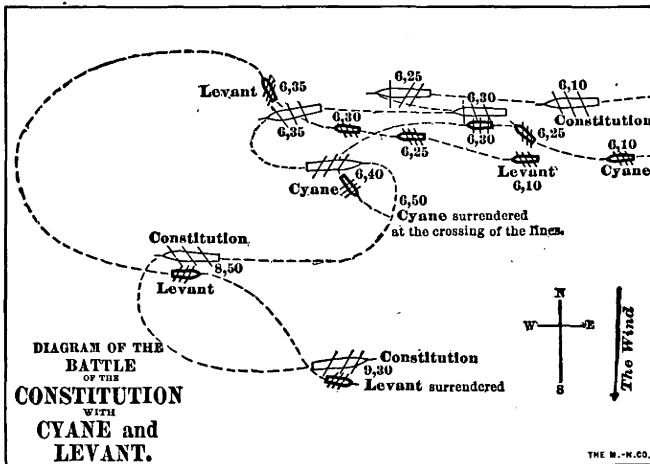 6,25
6,10
Levant
6,35
6,30
Constitution
6,35
6,30
6,30
6,25
6,25
6,10
Levant
6,10
Cyane
6,40
Cyane
6,50
Cyane surrendered
at the crossing of the lines.
Constitution
8,50
Levant
N
W E
S
The Wind
DIAGRAM OF THE
BATTLE
OF THE
CONSTITUTION
WITH
CYANE and
LEVANT.
Constitution
9,30
Levant surrendered
THE M.-N.CO.